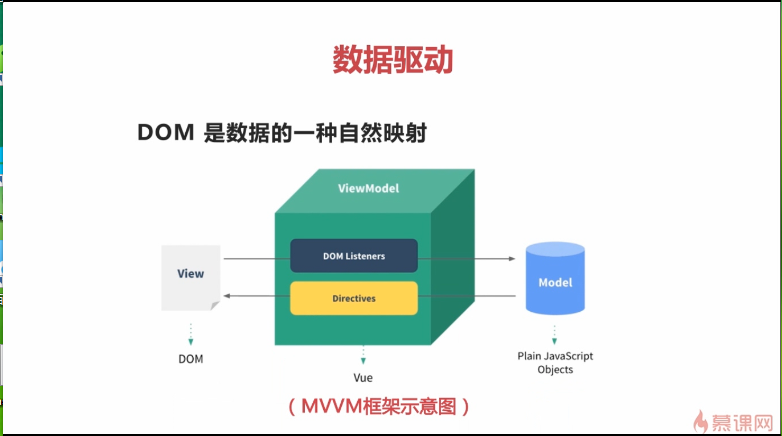 数据驱动
DOM 是数据的一种自然映射
ViewModel
DOM Listeners
View
Model
Directives
DOM
Plain JavaScript
Objects
Vue
（MVVM框架示意图）
慕课网